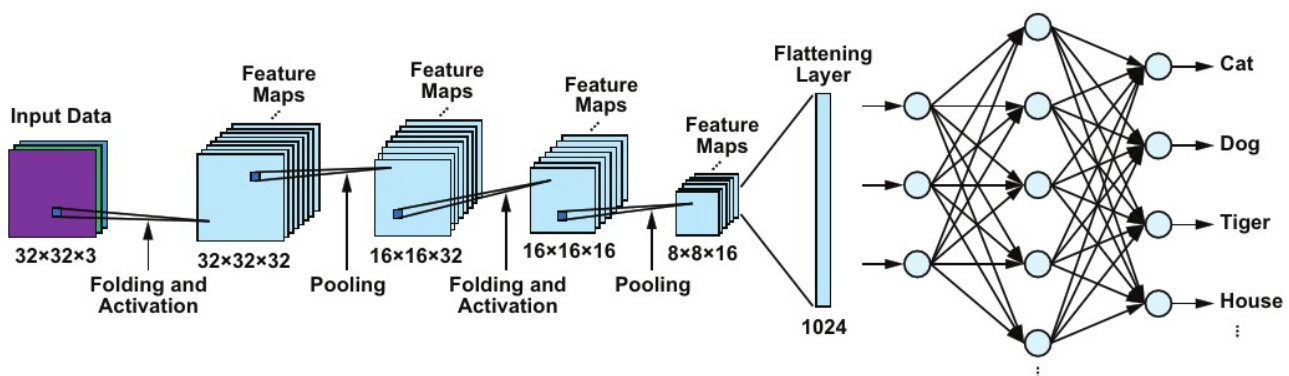 Input Data
32×32×3
Folding and
Activation
Feature
Maps
32×32×32
Pooling
Feature
Maps
16×16×32
Folding and
Activation
Feature
Maps
16×16×16
Pooling
Feature
Maps
8×8×16
Flattening
Layer
1024
Cat
Dog
Tiger
House